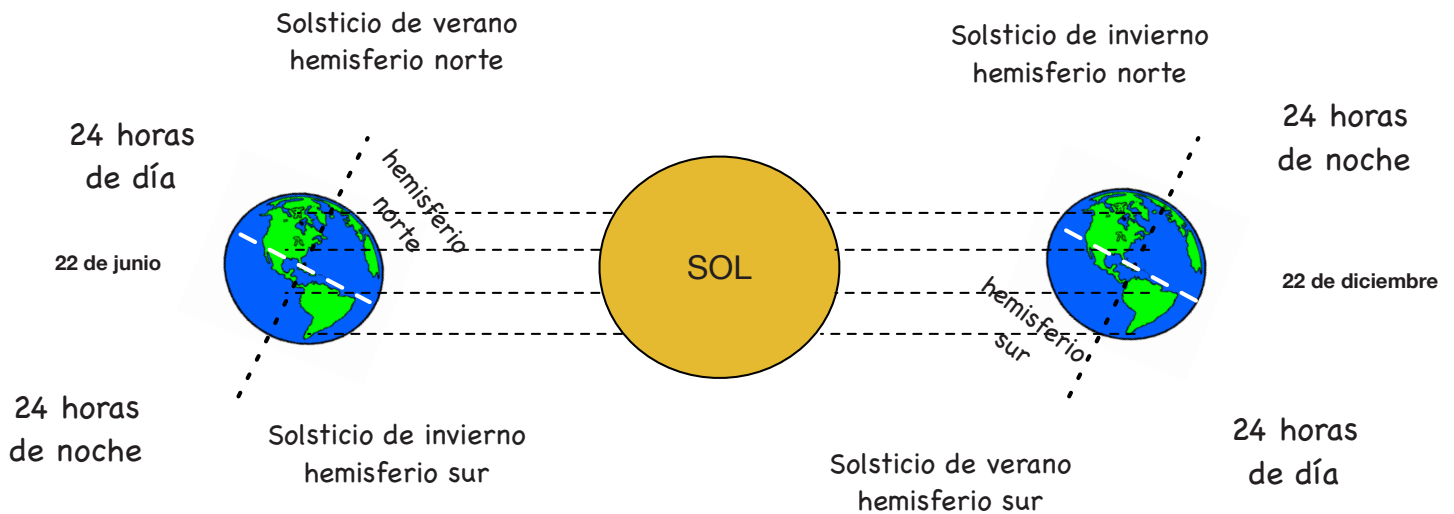 Solsticio de verano
hemisferio norte
Solsticio de invierno
hemisferio norte
24 horas
de día
24 horas
de noche
hemisferio
norte
22 de junio
SOL
22 de diciembre
hemisferio
sur
24 horas
de noche
Solsticio de invierno
hemisferio sur
Solsticio de verano
hemisferio sur
24 horas
de día